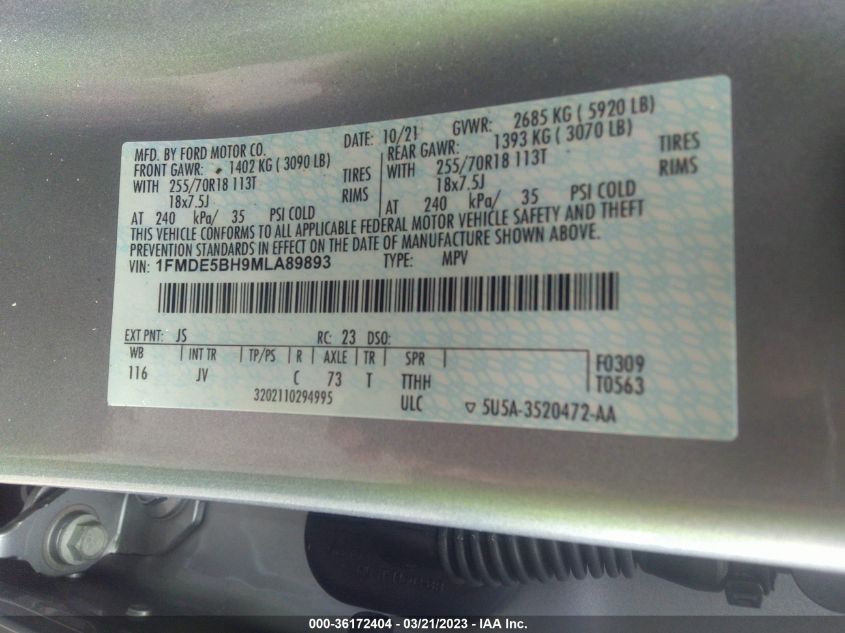 MFD. BY FORD MOTOR CO. DATE: 10/21 GVWR: 2685 KG ( 5920 LB)
FRONT GAWR: 1402 KG ( 3090 LB) REAR GAWR: 1393 KG ( 3070 LB)
WITH 255/70R18 113T TIRES WITH 255/70R18 113T TIRES
18x7.5J RIMS 18x7.5J RIMS
AT 240 kPa/ 35 PSI COLD AT 240 kPa/ 35 PSI COLD
THIS VEHICLE CONFORMS TO ALL APPLICABLE FEDERAL MOTOR VEHICLE SAFETY AND THEFT
PREVENTION STANDARDS IN EFFECT ON THE DATE OF MANUFACTURE SHOWN ABOVE.
VIN: 1FMDE5BH9MLA89893 TYPE: MPV
EXT PNT: JS RC: 23 DSO:
WB INT TR TP/PS R AXLE TR SPR F0309
116 JV C 73 T TTHH T0563
3202110294995 ULC ▽ 5U5A-3520472-AA
000-36172404 - 03/21/2023 - IAA Inc.